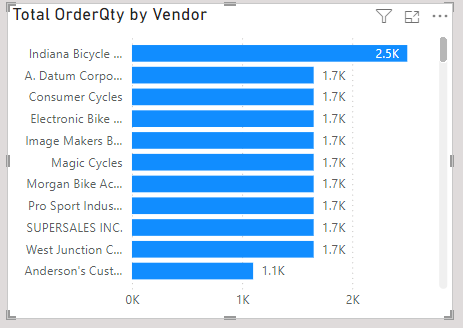 Total OrderQty by Vendor
Indiana Bicycle ... 2.5K
A. Datum Corpo... 1.7K
Consumer Cycles 1.7K
Electronic Bike ... 1.7K
Image Makers B... 1.7K
Magic Cycles 1.7K
Morgan Bike Ac... 1.7K
Pro Sport Indus... 1.7K
SUPERSALES INC. 1.7K
West Junction C... 1.7K
Anderson's Cust... 1.1K
0K 1K 2K